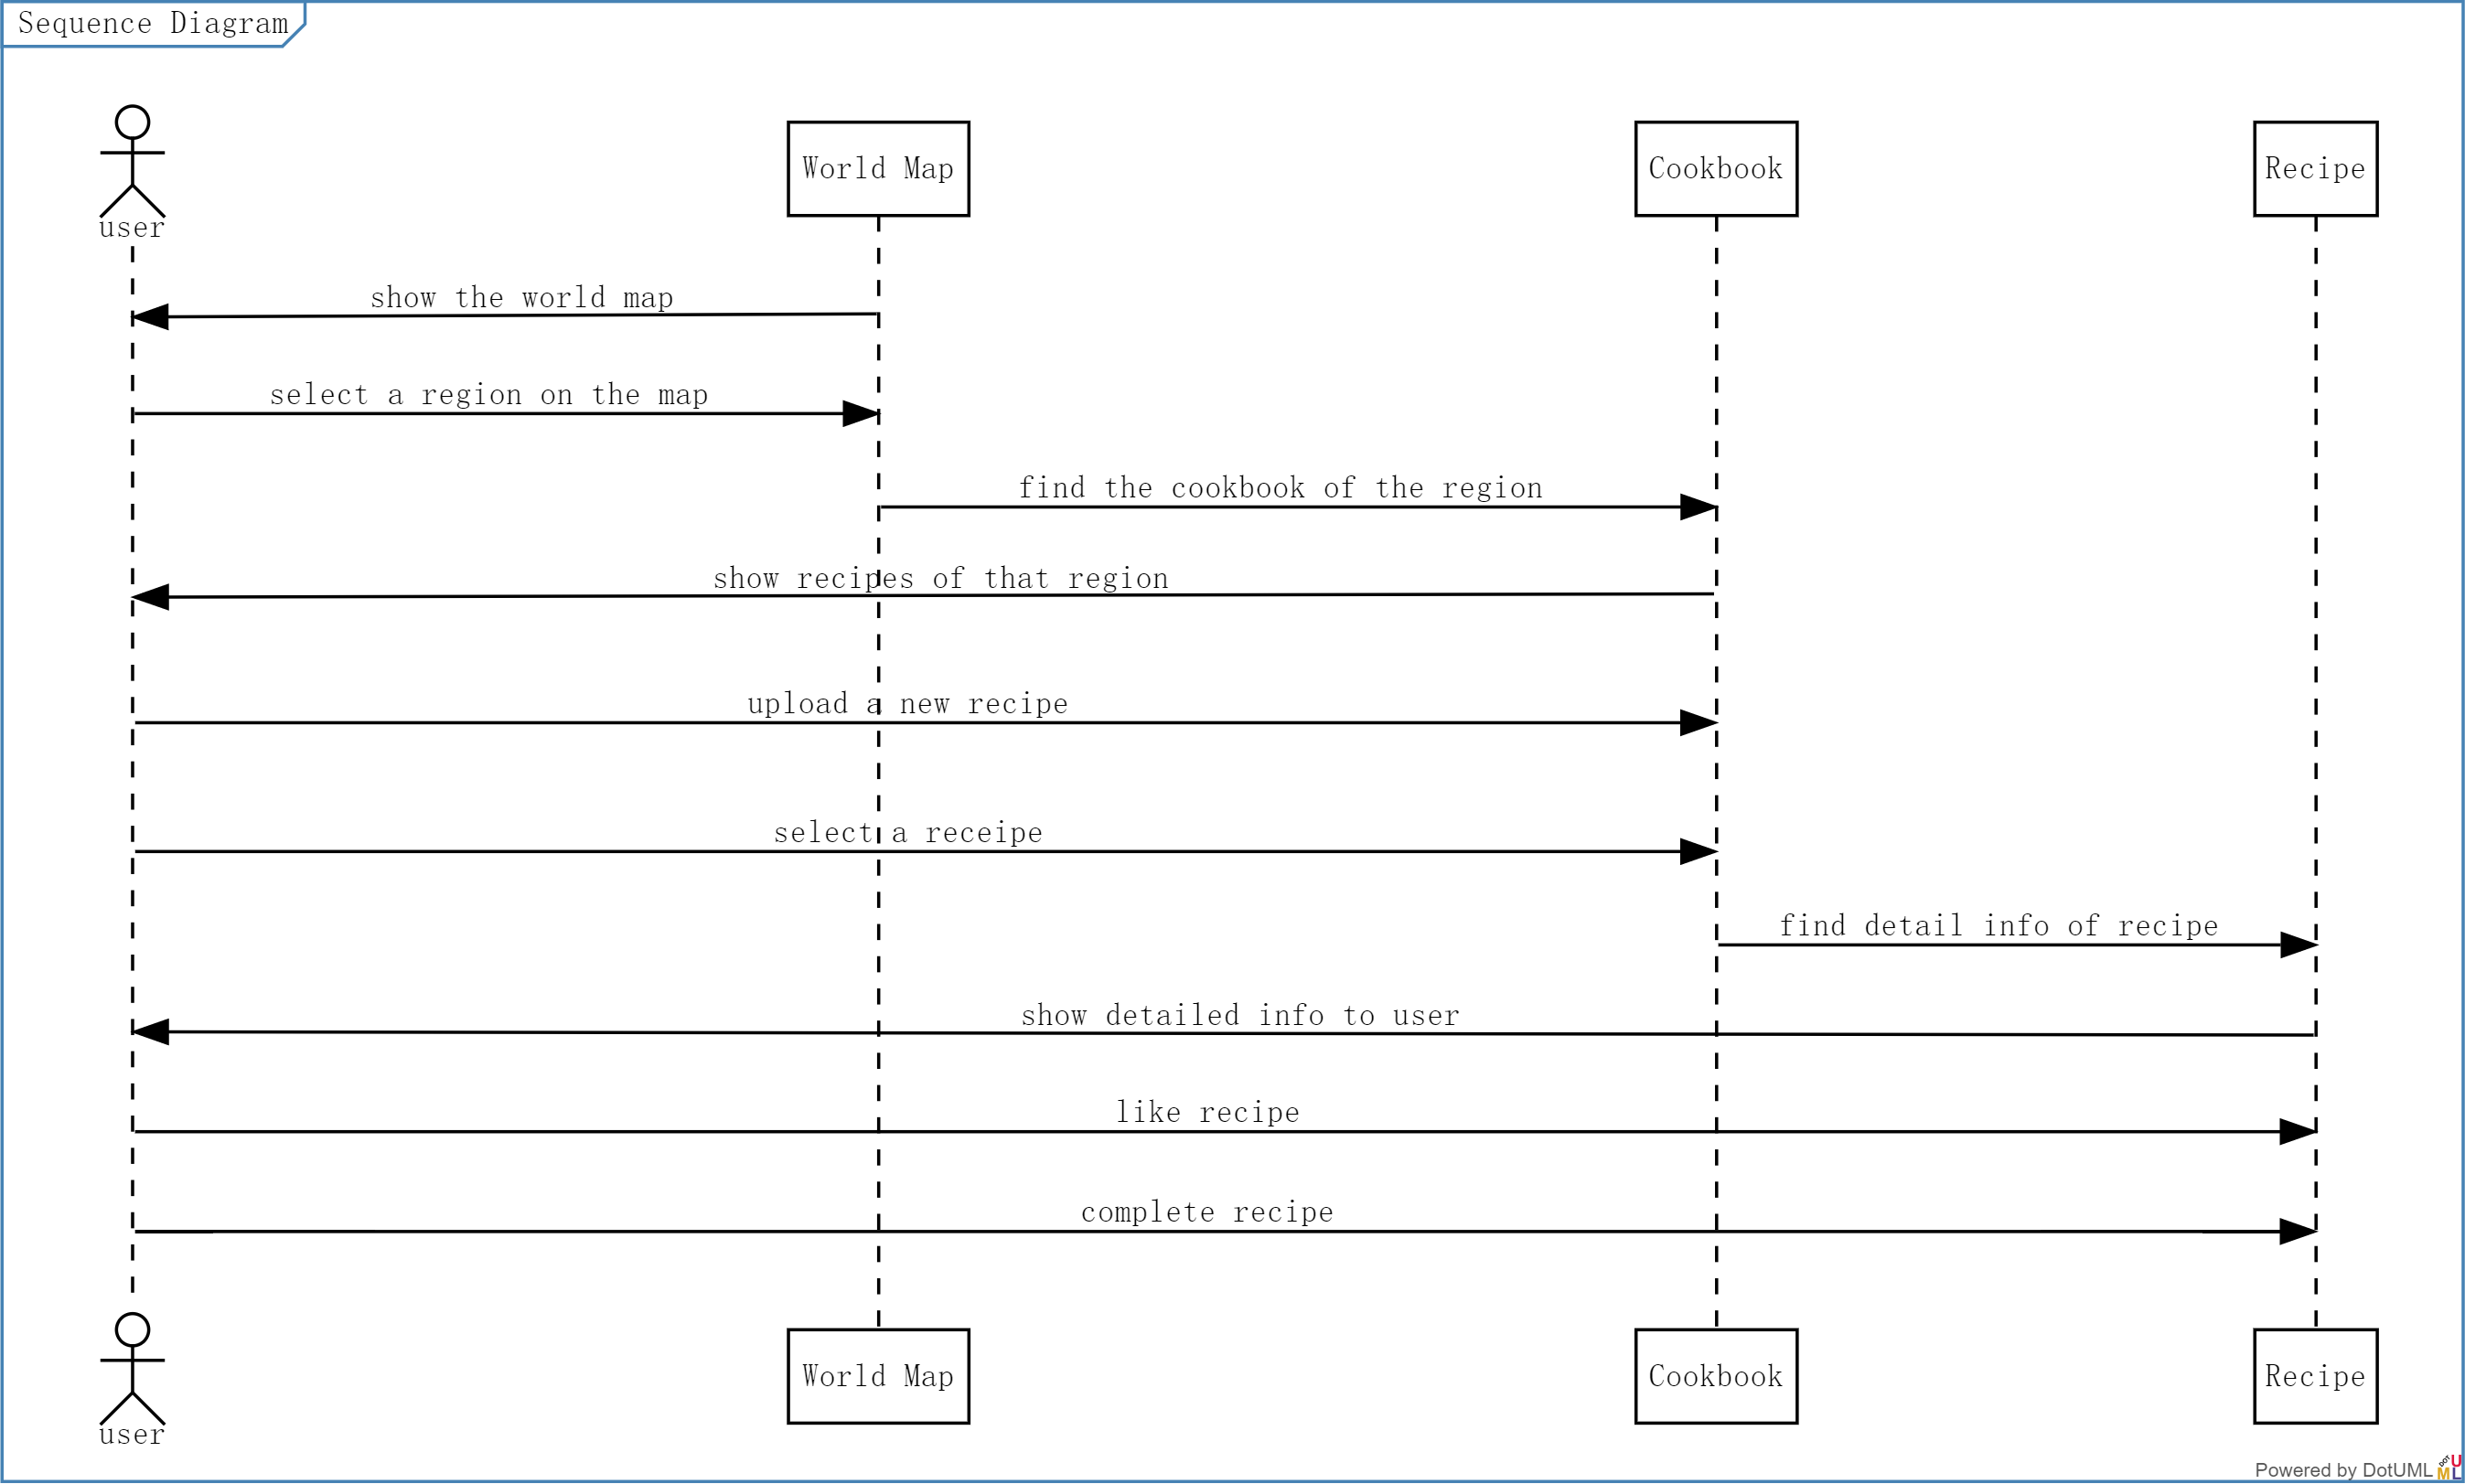 Sequence Diagram
user
World Map
Cookbook
Recipe
show the world map
select a region on the map
find the cookbook of the region
show recipes of that region
upload a new recipe
select a receipe
find detail info of recipe
show detailed info to user
like recipe
complete recipe
user
World Map
Cookbook
Recipe
Powered by DotUML
DOT
U
M L